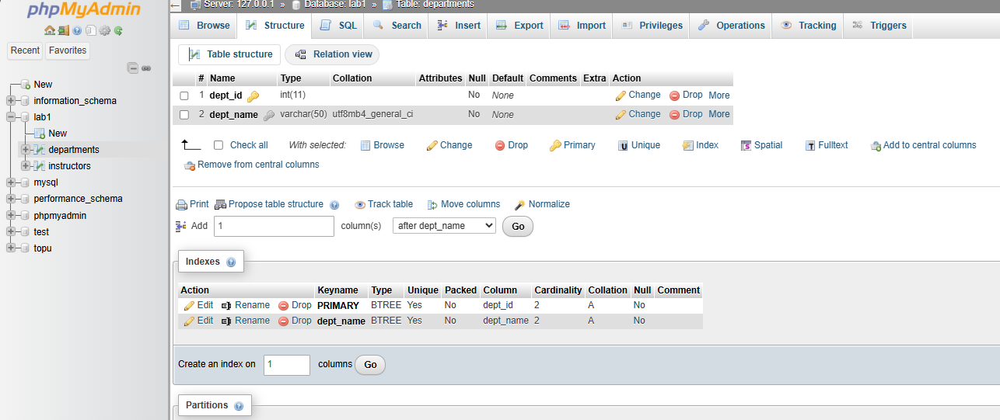 phpMyAdmin
Recent Favorites
New
information_schema
lab1
New
departments
instructors
mysql
performance_schema
phpmyadmin
test
topu
Server: 127.0.0.1 » Database: lab1 » Table: departments
Browse Structure SQL Search Insert Export Import Privileges Operations Tracking Triggers
Table structure Relation view
# Name Type Collation Attributes Null Default Comments Extra Action
1 dept_id int(11) No None Change Drop More
2 dept_name varchar(50) utf8mb4_general_ci No None Change Drop More
Check all With selected: Browse Change Drop Primary Unique Index Spatial Fulltext Add to central columns
Remove from central columns
Print Propose table structure Track table Move columns Normalize
Add 1 column(s) after dept_name Go
Indexes
Action Keyname Type Unique Packed Column Cardinality Collation Null Comment
Edit Rename Drop PRIMARY BTREE Yes No dept_id 2 A No
Edit Rename Drop dept_name BTREE Yes No dept_name 2 A No
Create an index on 1 columns Go
Partitions